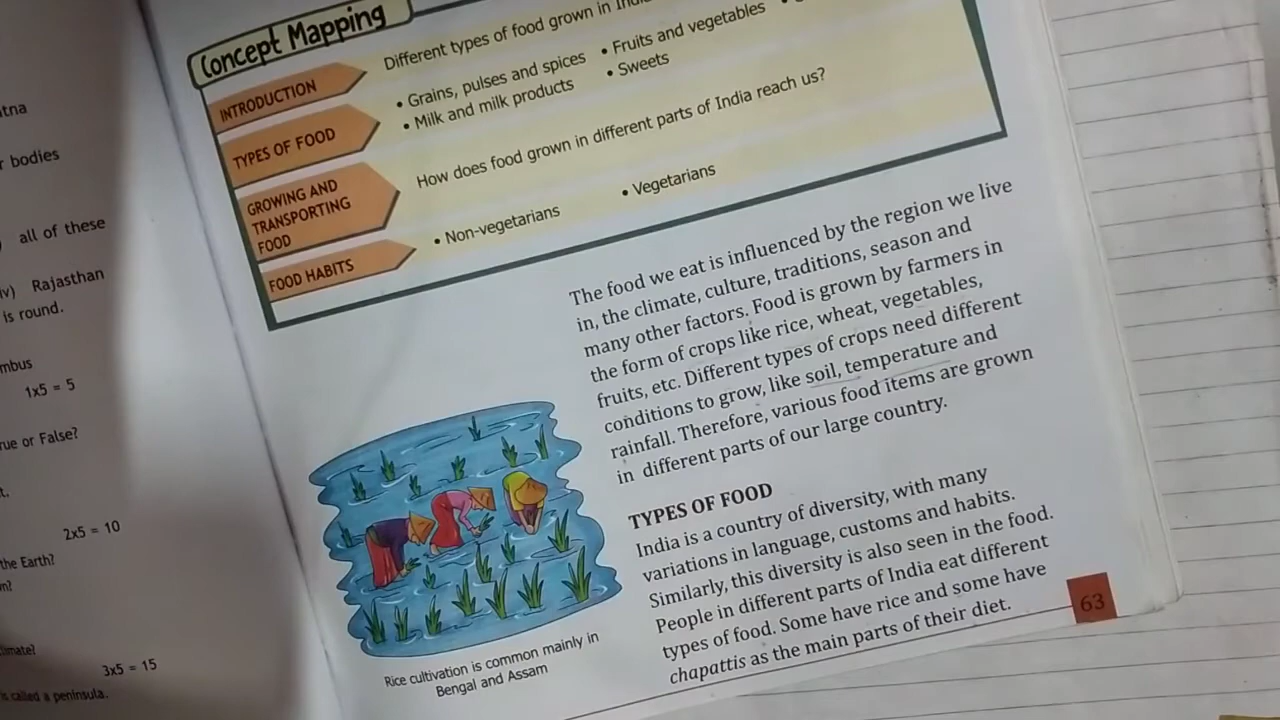 tna
r bodies
all of these
iv) Rajasthan
is round.
mbus
1x5 = 5
rue or False?
t.
2x5 = 10
the Earth?
n?
limate?
3x5 = 15
is called a peninsula.
Concept Mapping
INTRODUCTION
Different types of food grown in
TYPES OF FOOD
• Grains, pulses and spices • Fruits and vegetables •
• Milk and milk products • Sweets
GROWING AND
TRANSPORTING
FOOD
How does food grown in different parts of India reach us?
FOOD HABITS
• Non-vegetarians • Vegetarians
The food we eat is influenced by the region we live
in, the climate, culture, traditions, season and
many other factors. Food is grown by farmers in
the form of crops like rice, wheat, vegetables,
fruits, etc. Different types of crops need different
conditions to grow, like soil, temperature and
rainfall. Therefore, various food items are grown
in different parts of our large country.
TYPES OF FOOD
India is a country of diversity, with many
variations in language, customs and habits.
Similarly, this diversity is also seen in the food.
People in different parts of India eat different
types of food. Some have rice and some have
chapattis as the main parts of their diet.
Rice cultivation is common mainly in
Bengal and Assam
63